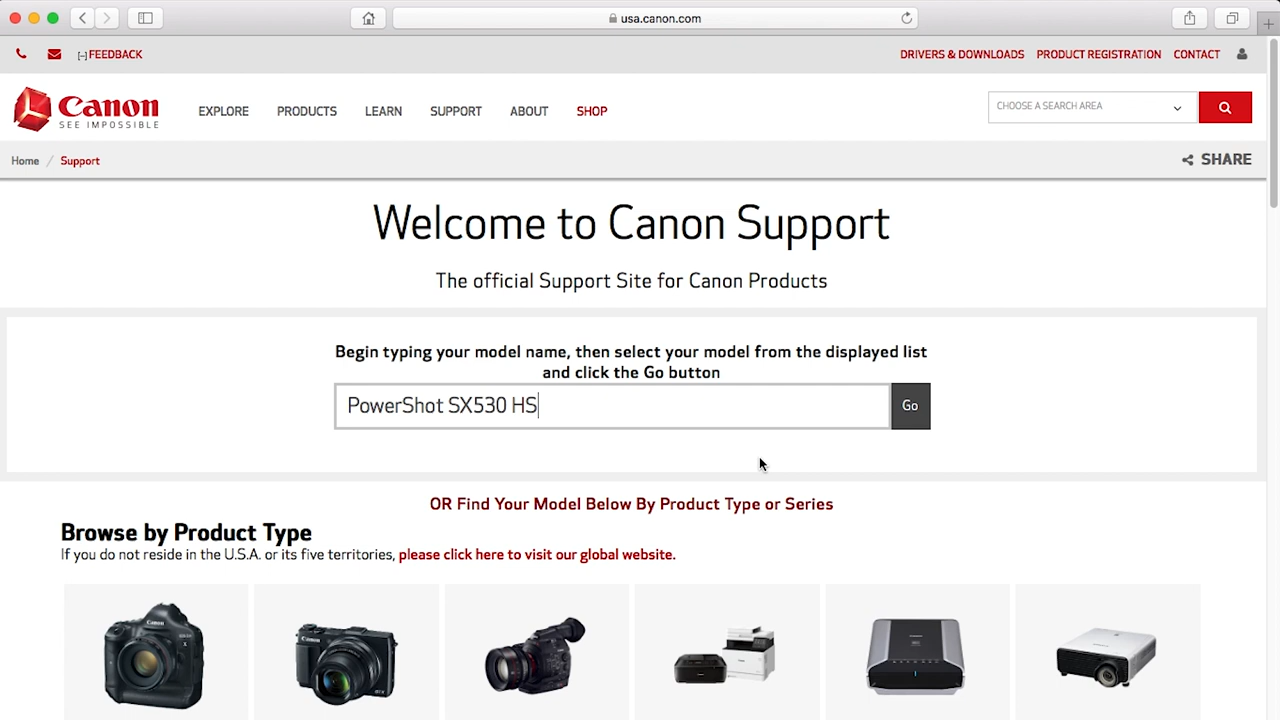 usa.canon.com
[–] FEEDBACK
DRIVERS & DOWNLOADS PRODUCT REGISTRATION CONTACT
Canon
SEE IMPOSSIBLE
EXPLORE PRODUCTS LEARN SUPPORT ABOUT SHOP
CHOOSE A SEARCH AREA
Home / Support
SHARE
Welcome to Canon Support
The official Support Site for Canon Products
Begin typing your model name, then select your model from the displayed list
and click the Go button
PowerShot SX530 HS
Go
OR Find Your Model Below By Product Type or Series
Browse by Product Type
If you do not reside in the U.S.A. or its five territories, please click here to visit our global website.
Canon
Canon